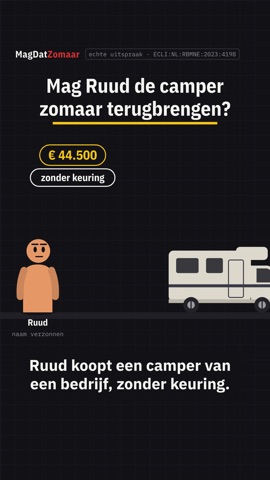 MagDatZomaar echte uitspraak - ECLI:NL:RBMNE:2023:4198
Mag Ruud de camper
zomaar terugbrengen?
€ 44.500
zonder keuring
Ruud
naam verzonnen
Ruud koopt een camper van
een bedrijf, zonder keuring.